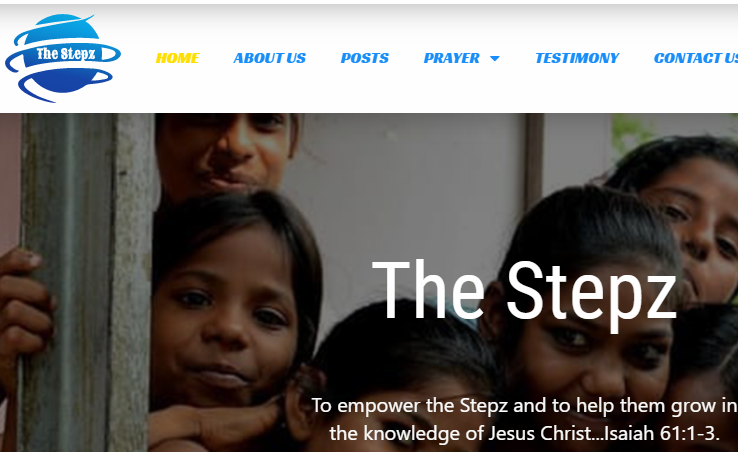 The Stepz
HOME ABOUT US POSTS PRAYER TESTIMONY CONTACT US
The Stepz
To empower the Stepz and to help them grow in
the knowledge of Jesus Christ...Isaiah 61:1-3.